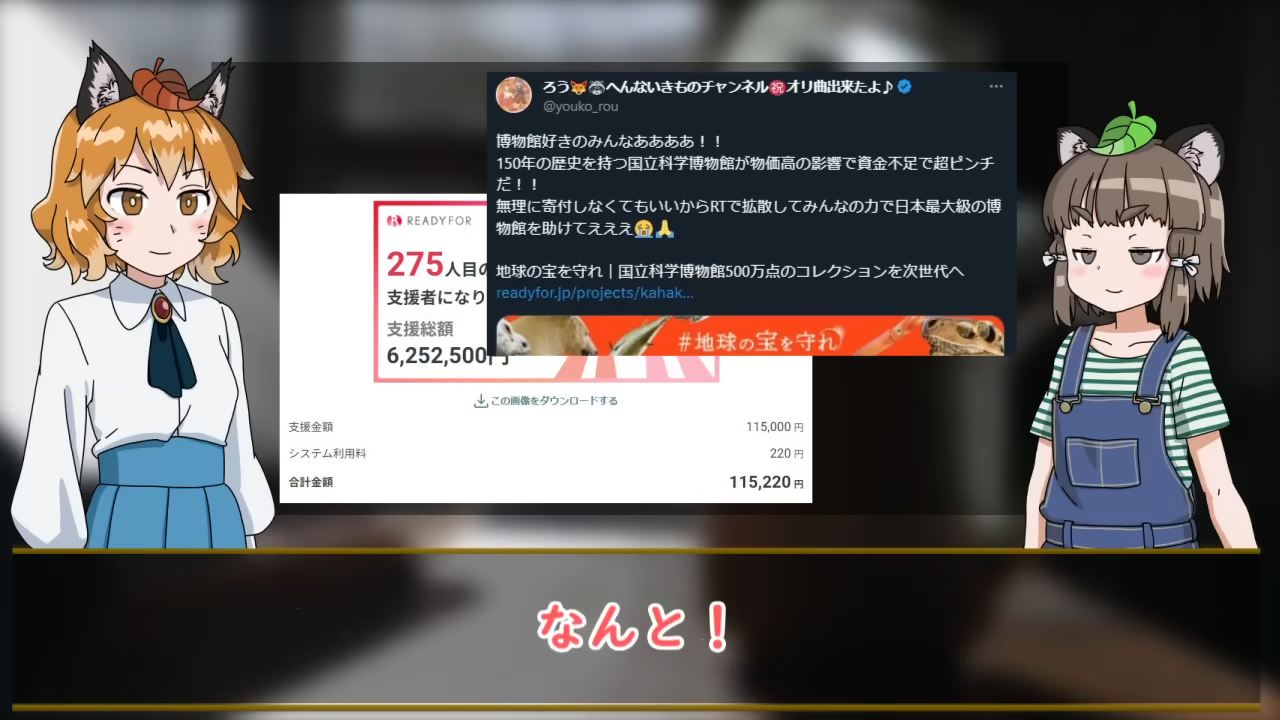 ろう🦊🦝へんないきものチャンネル㊗オリ曲出来たよ♪
@youko_rou
博物館好きのみんなああああ！！
150年の歴史を持つ国立科学博物館が物価高の影響で資金不足で超ピンチ
だ！！
無理に寄付しなくてもいいからRTで拡散してみんなの力で日本最大級の博
物館を助けてえええ😭🙏
地球の宝を守れ｜国立科学博物館500万点のコレクションを次世代へ
readyfor.jp/projects/kahak…
#地球の宝を守れ
READYFOR
275人目の
支援者になり
支援総額
6,252,500円
この画像をダウンロードする
支援金額 115,000 円
システム利用料 220 円
合計金額 115,220 円
なんと！